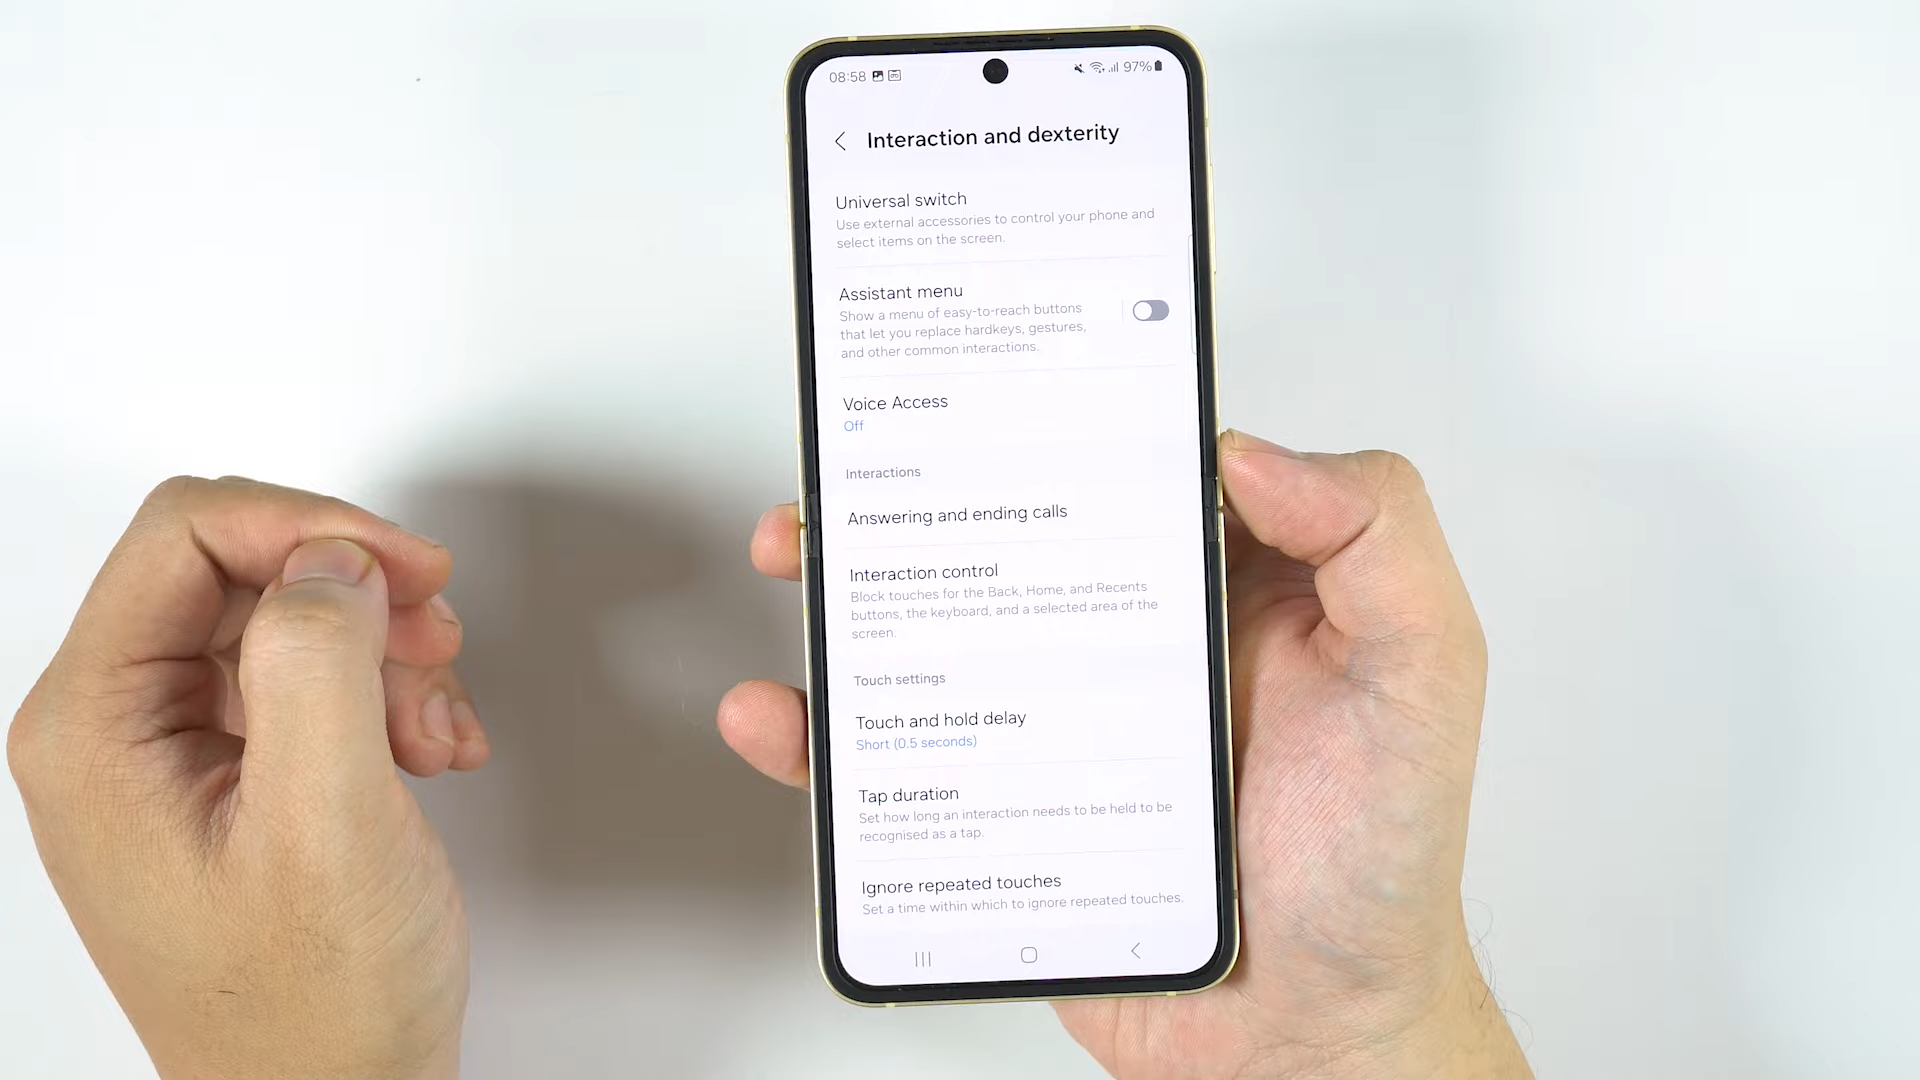 08:58 97%
Interaction and dexterity
Universal switch
Use external accessories to control your phone and
select items on the screen.
Assistant menu
Show a menu of easy-to-reach buttons
that let you replace hardkeys, gestures,
and other common interactions.
Voice Access
Off
Interactions
Answering and ending calls
Interaction control
Block touches for the Back, Home, and Recents
buttons, the keyboard, and a selected area of the
screen.
Touch settings
Touch and hold delay
Short (0.5 seconds)
Tap duration
Set how long an interaction needs to be held to be
recognised as a tap.
Ignore repeated touches
Set a time within which to ignore repeated touches.